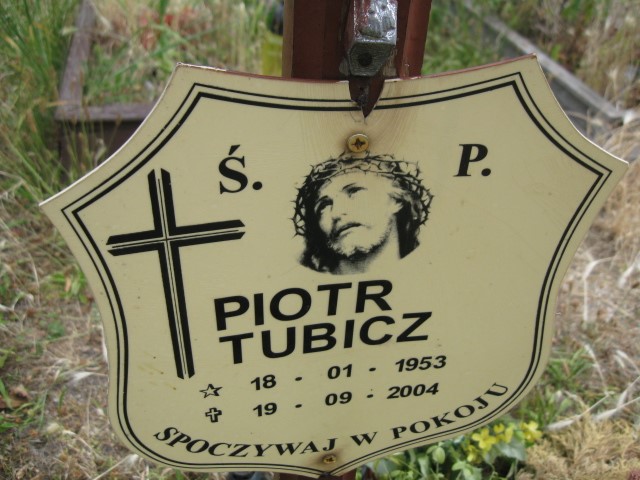 Ś. P.
PIOTR
TUBICZ
18 - 01 - 1953
19 - 09 - 2004
SPOCZYWAJ W POKOJU